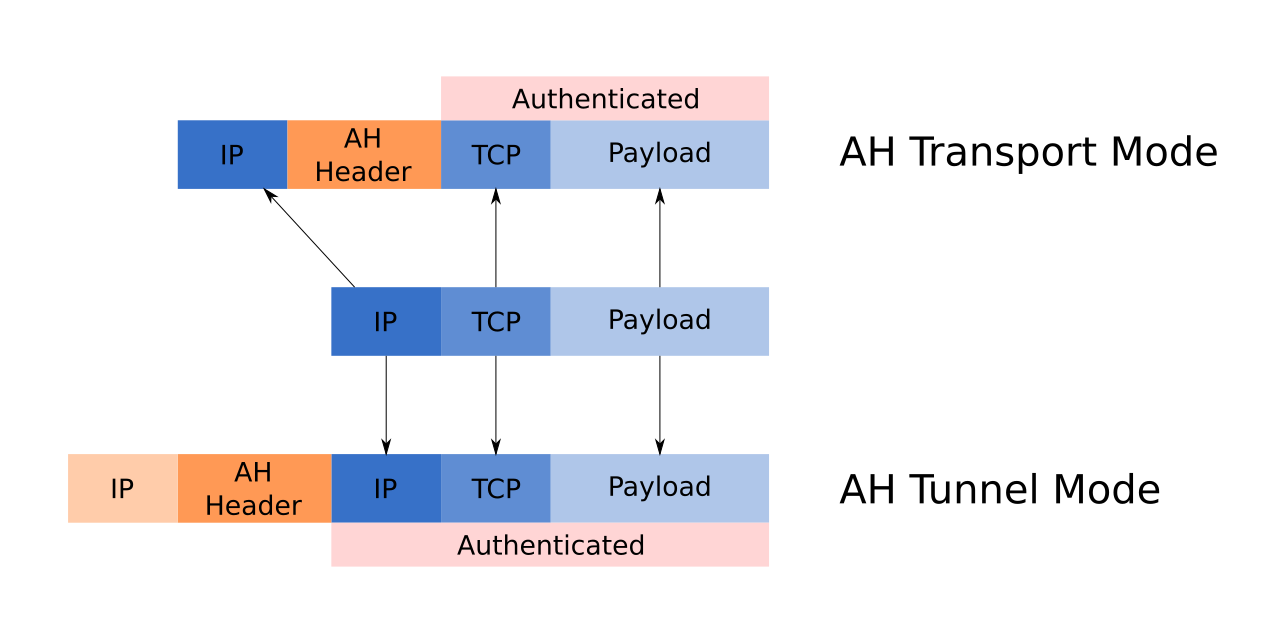 Authenticated
IP
AH
Header
TCP
Payload
AH Transport Mode
IP
TCP
Payload
IP
AH
Header
IP
TCP
Payload
AH Tunnel Mode
Authenticated